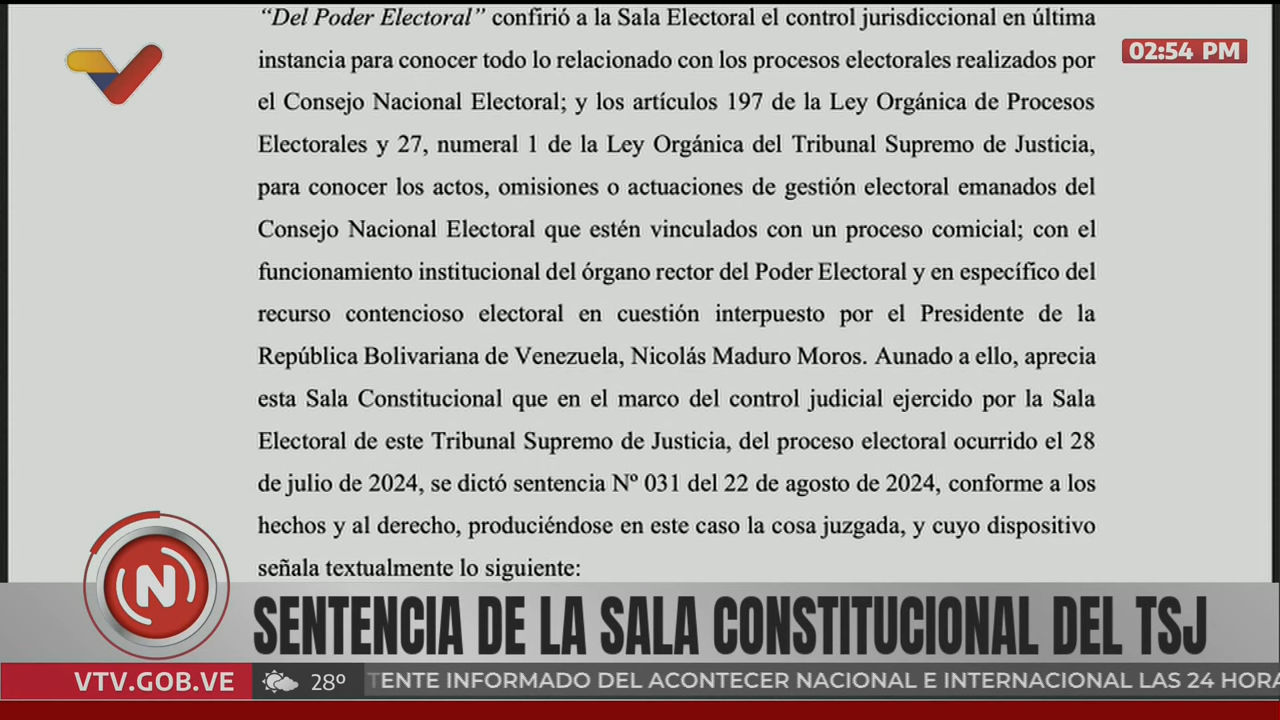 “Del Poder Electoral” confirió a la Sala Electoral el control jurisdiccional en última
instancia para conocer todo lo relacionado con los procesos electorales realizados por
el Consejo Nacional Electoral; y los artículos 197 de la Ley Orgánica de Procesos
Electorales y 27, numeral 1 de la Ley Orgánica del Tribunal Supremo de Justicia,
para conocer los actos, omisiones o actuaciones de gestión electoral emanados del
Consejo Nacional Electoral que estén vinculados con un proceso comicial; con el
funcionamiento institucional del órgano rector del Poder Electoral y en específico del
recurso contencioso electoral en cuestión interpuesto por el Presidente de la
República Bolivariana de Venezuela, Nicolás Maduro Moros. Aunado a ello, aprecia
esta Sala Constitucional que en el marco del control judicial ejercido por la Sala
Electoral de este Tribunal Supremo de Justicia, del proceso electoral ocurrido el 28
de julio de 2024, se dictó sentencia Nº 031 del 22 de agosto de 2024, conforme a los
hechos y al derecho, produciéndose en este caso la cosa juzgada, y cuyo dispositivo
señala textualmente lo siguiente:
02:54 PM
N
SENTENCIA DE LA SALA CONSTITUCIONAL DEL TSJ
VTV.GOB.VE
28º
TENTE INFORMADO DEL ACONTECER NACIONAL E INTERNACIONAL LAS 24 HORA